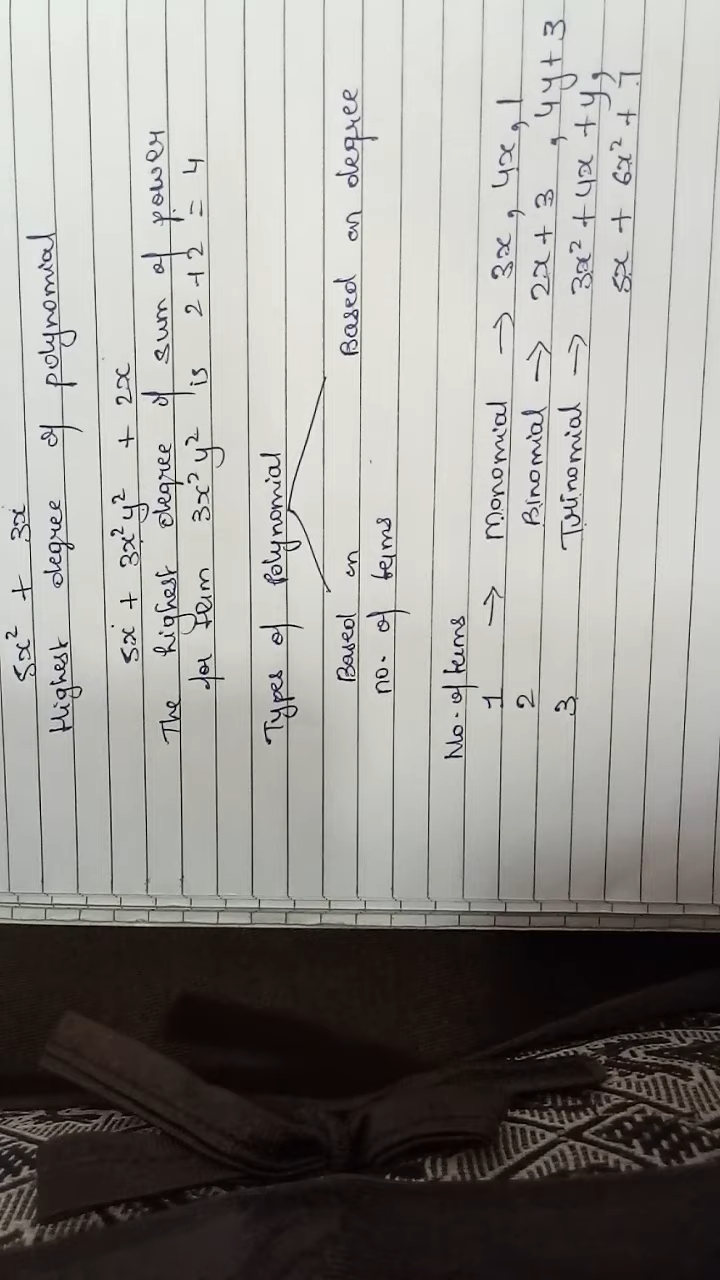 5x² + 3x
Highest degree of polynomial
5x + 3x²y² + 2x
The highest degree of sum of power
for term 3x²y² is 2+2 = 4
Types of Polynomial
Based on Based on degree
no. of terms
No. of terms
1 → Monomial → 3x, 4x, 1
2 Binomial → 2x + 3, 4y + 3
3 Trinomial → 3x² + 4x + y,
5x + 6x² + 7